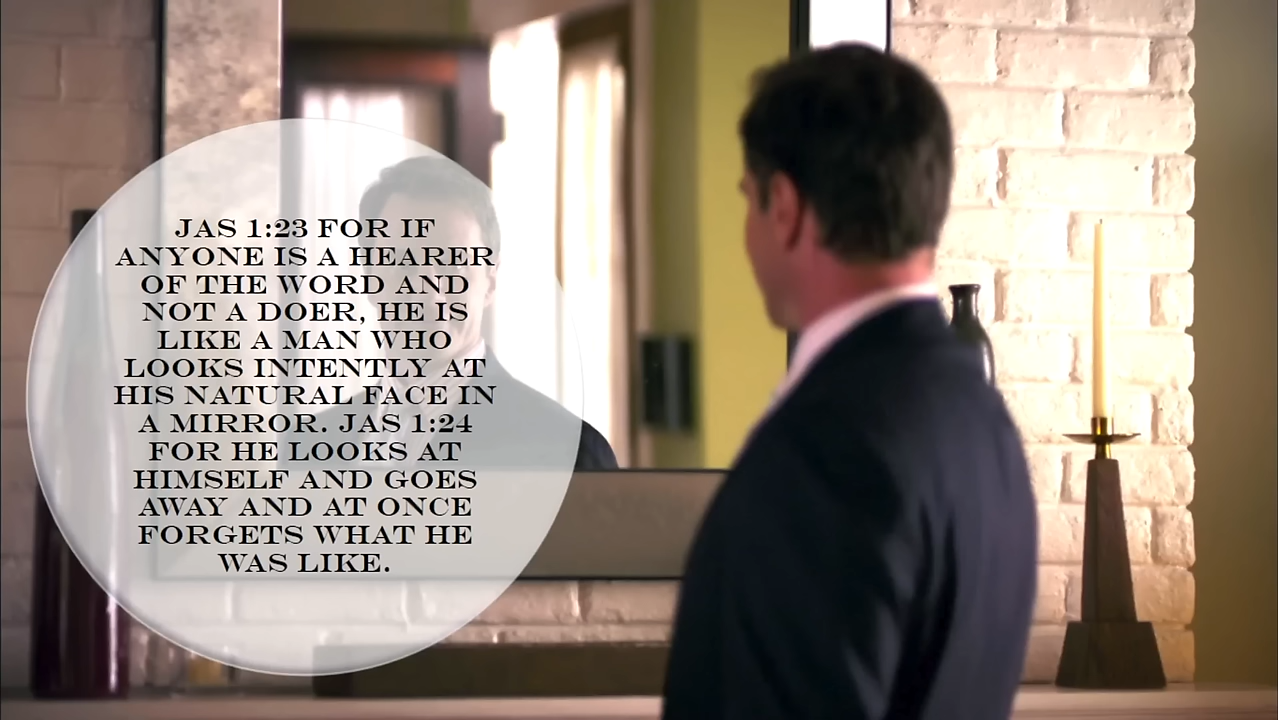 JAS 1:23 FOR IF
ANYONE IS A HEARER
OF THE WORD AND
NOT A DOER, HE IS
LIKE A MAN WHO
LOOKS INTENTLY AT
HIS NATURAL FACE IN
A MIRROR. JAS 1:24
FOR HE LOOKS AT
HIMSELF AND GOES
AWAY AND AT ONCE
FORGETS WHAT HE
WAS LIKE.